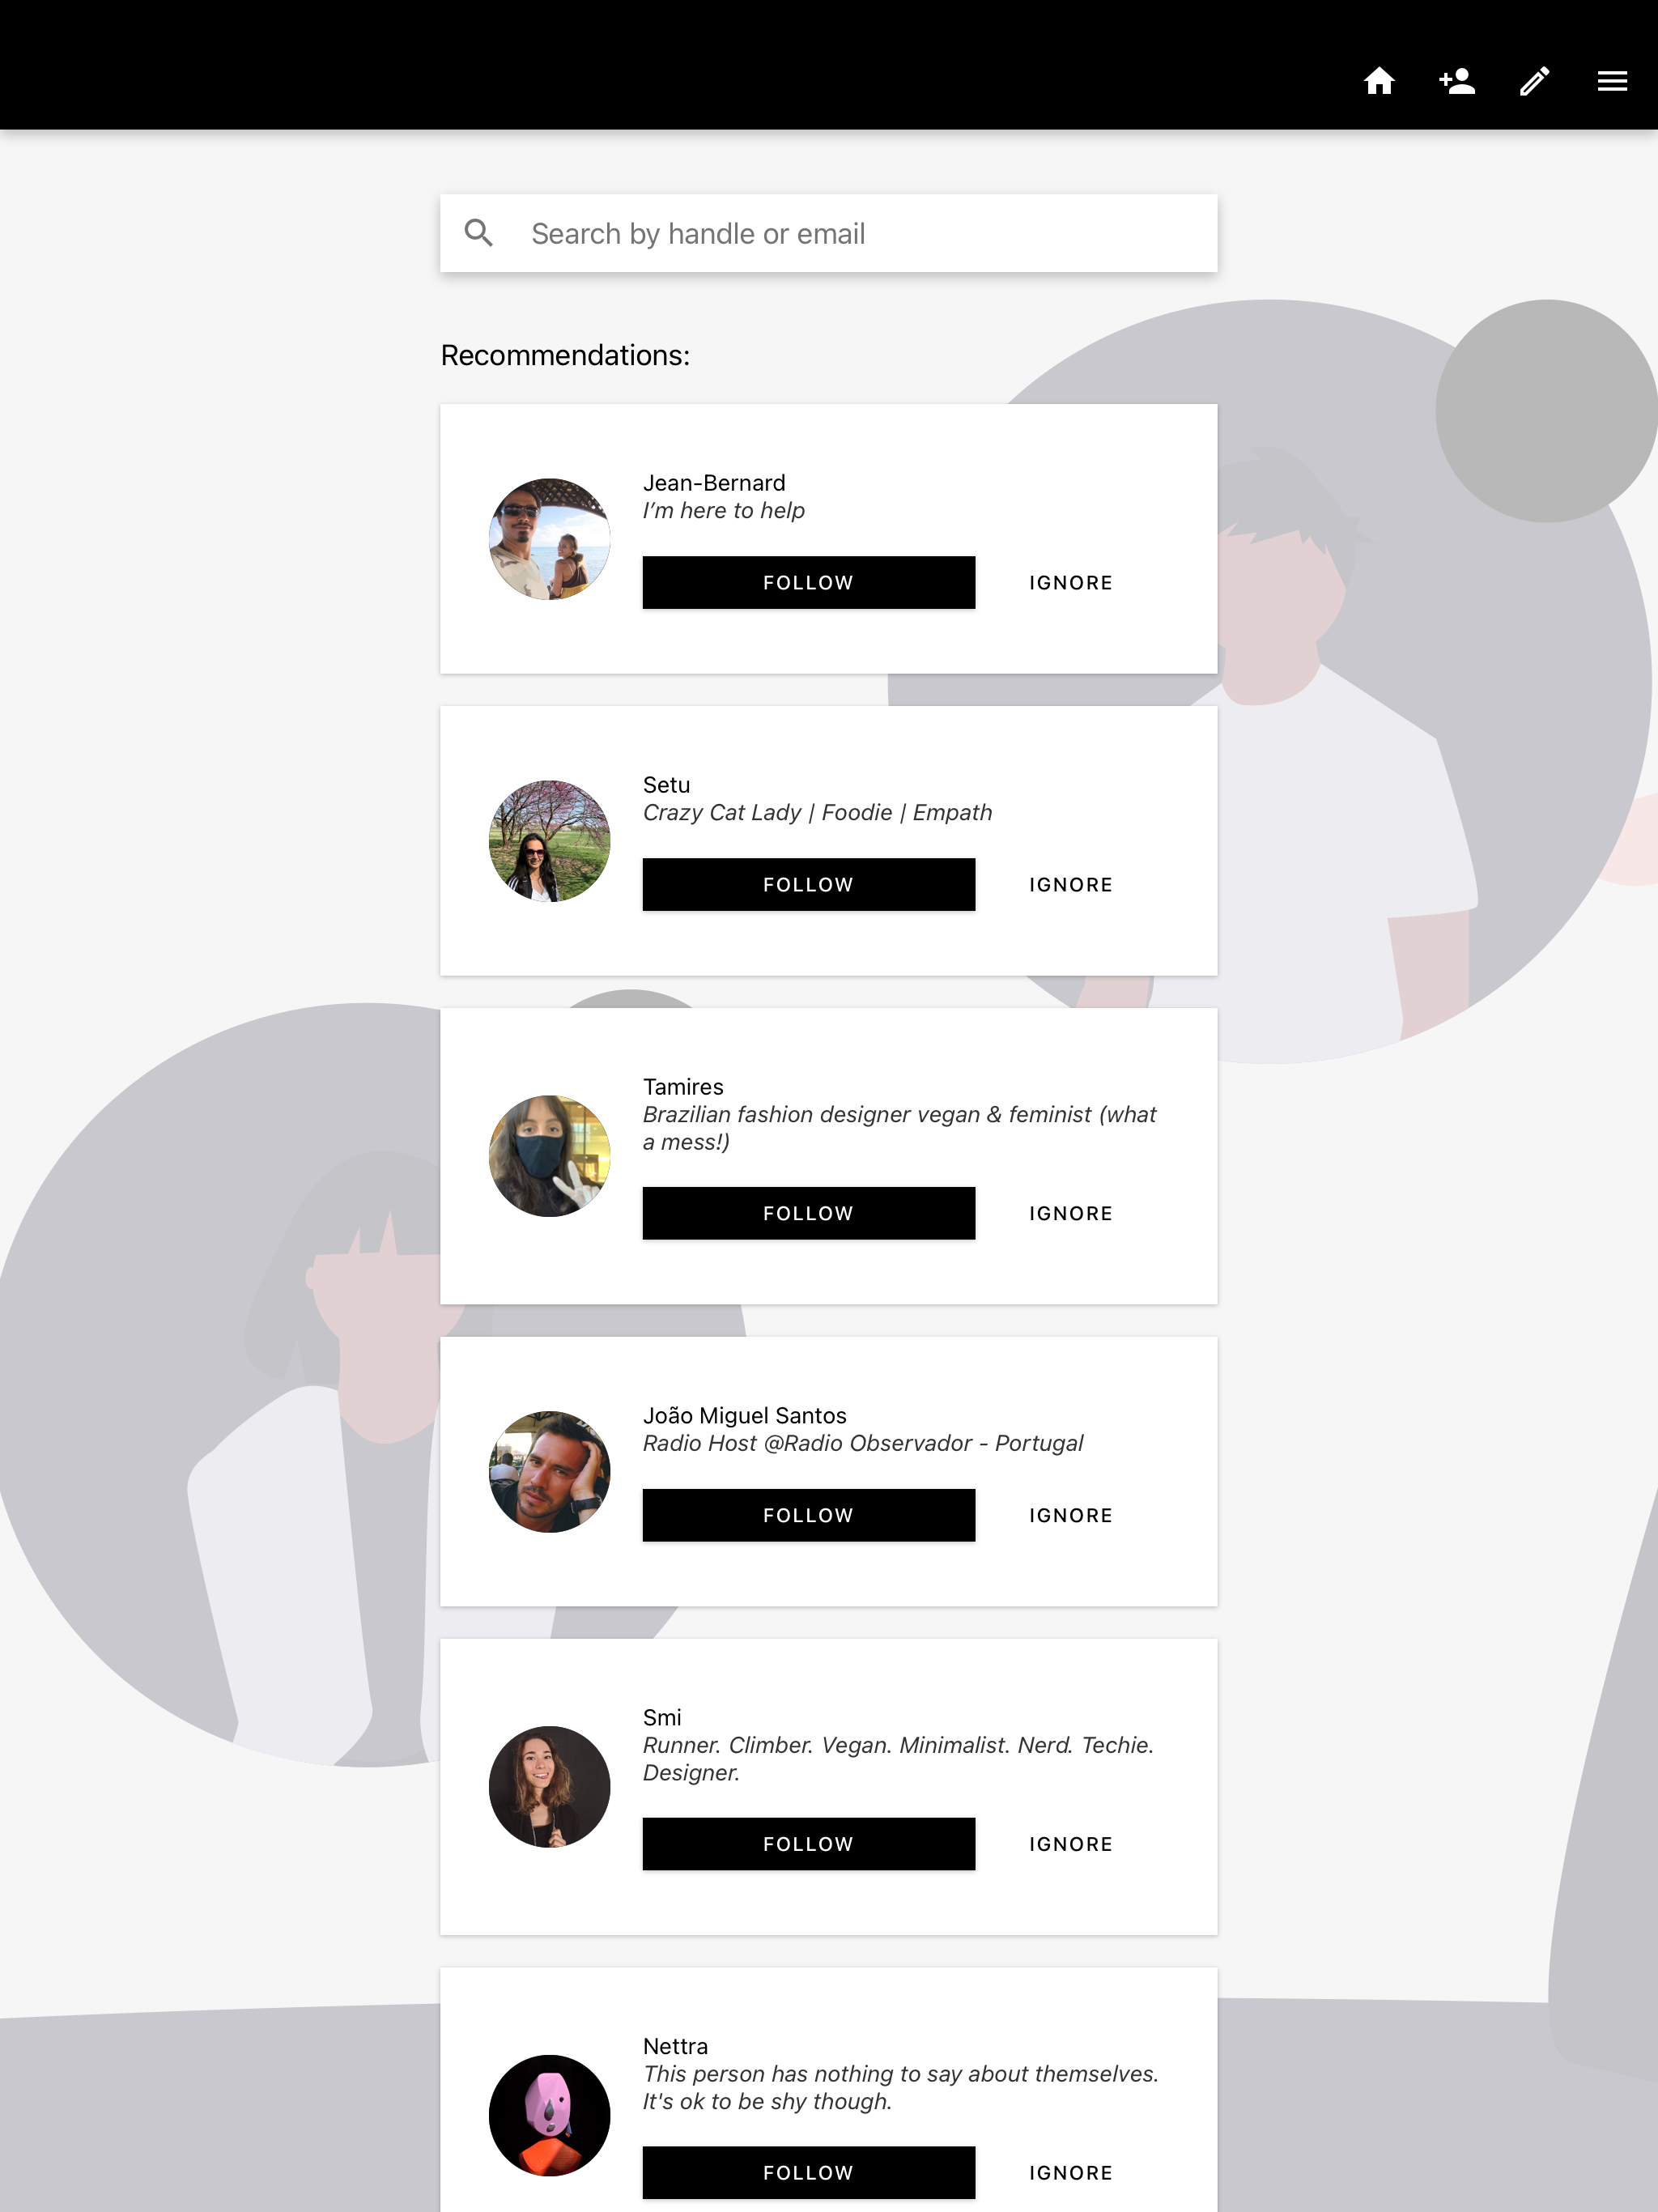 Search by handle or email
Recommendations:
Jean-Bernard
I’m here to help
FOLLOW IGNORE
Setu
Crazy Cat Lady | Foodie | Empath
FOLLOW IGNORE
Tamires
Brazilian fashion designer vegan & feminist (what
a mess!)
FOLLOW IGNORE
João Miguel Santos
Radio Host @Radio Observador - Portugal
FOLLOW IGNORE
Smi
Runner. Climber. Vegan. Minimalist. Nerd. Techie.
Designer.
FOLLOW IGNORE
Nettra
This person has nothing to say about themselves.
It's ok to be shy though.
FOLLOW IGNORE